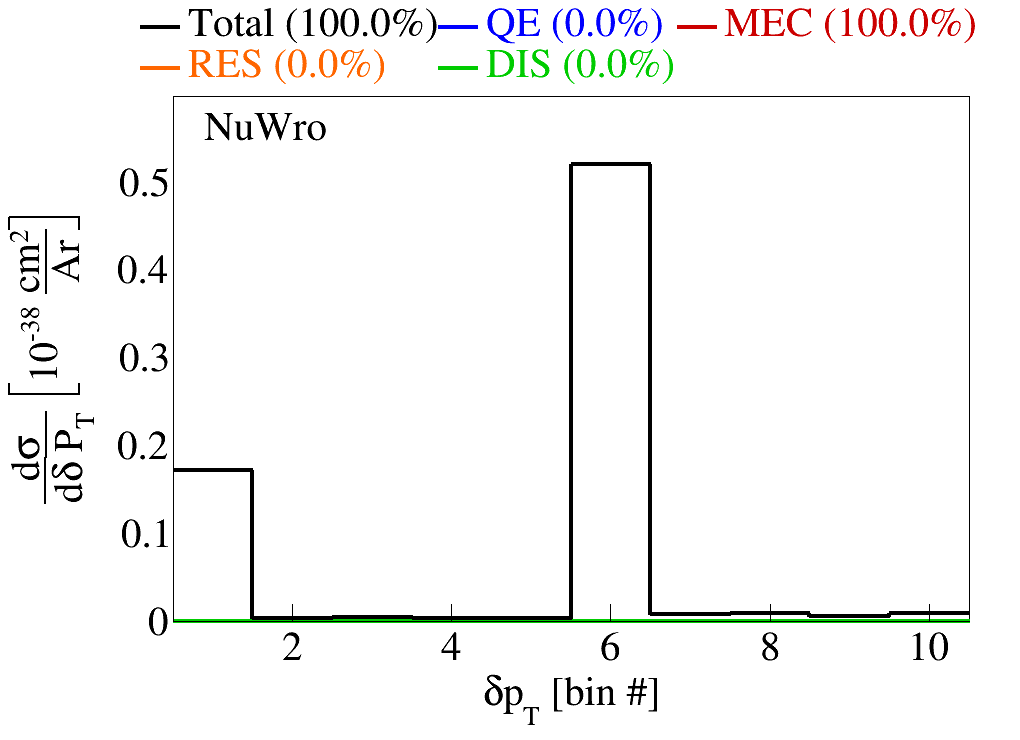 Total (100.0%) QE (0.0%) MEC (100.0%)
RES (0.0%) DIS (0.0%)
NuWro
0.5
0.4
0.3
0.2
0.1
0
2 4 6 8 10
δp_T [bin #]
dσ/dδ P_T [10^-38 cm^2/Ar]